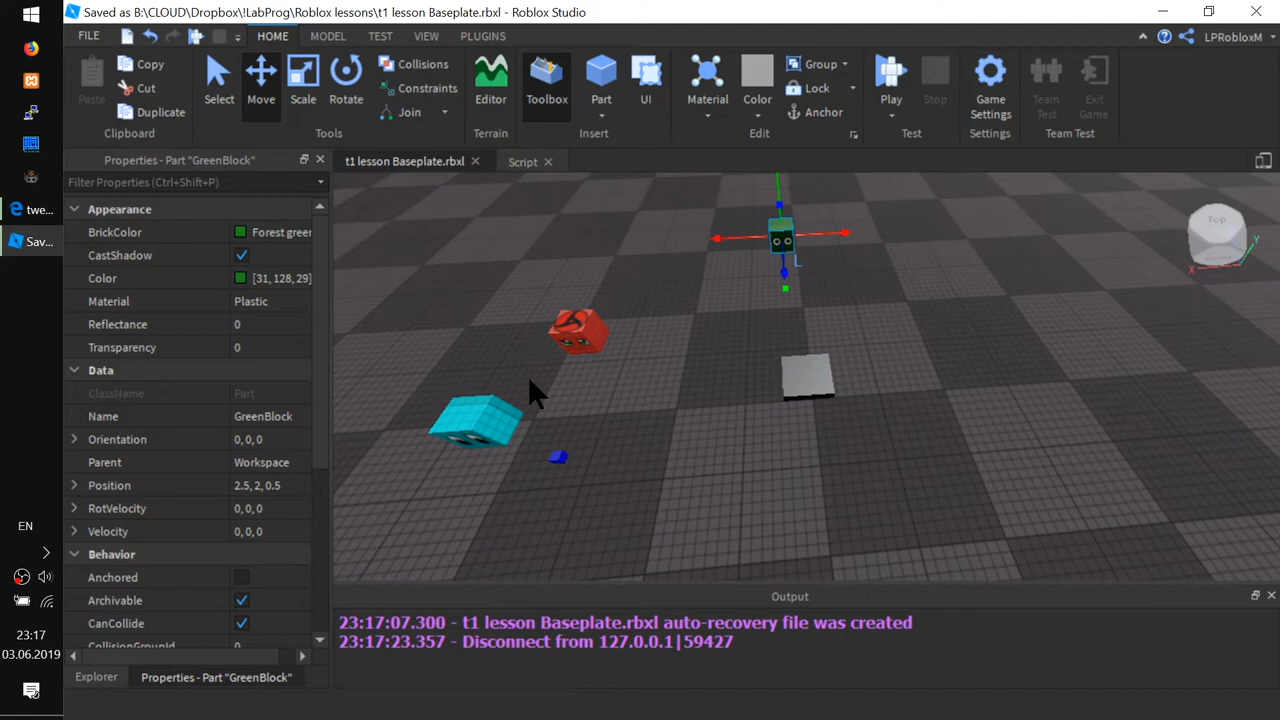 Saved as B:\CLOUD\Dropbox\!LabProg\Roblox lessons\t1 lesson Baseplate.rbxl - Roblox Studio
FILE HOME MODEL TEST VIEW PLUGINS LPRobloxM
Paste Copy Cut Duplicate
Clipboard
Select Move Scale Rotate Collisions Constraints Join
Tools
Editor
Terrain
Toolbox Part UI
Insert
Material Color Group Lock Anchor
Edit
Play Stop
Test
Game Settings
Settings
Team Test Exit Game
Team Test
twe...
Sav...
Properties - Part "GreenBlock"
t1 lesson Baseplate.rbxl Script
Filter Properties (Ctrl+Shift+P)
Appearance
BrickColor Forest green
CastShadow
Color [31, 128, 29]
Material Plastic
Reflectance 0
Transparency 0
Data
ClassName Part
Name GreenBlock
Orientation 0, 0, 0
Parent Workspace
Position 2.5, 2, 0.5
RotVelocity 0, 0, 0
Velocity 0, 0, 0
Behavior
Anchored
Archivable
CanCollide
CollisionGroupId 0
Explorer Properties - Part "GreenBlock"
Top
X Y
L
Output
23:17:07.300 - t1 lesson Baseplate.rbxl auto-recovery file was created
23:17:23.357 - Disconnect from 127.0.0.1|59427
EN
23:17
03.06.2019